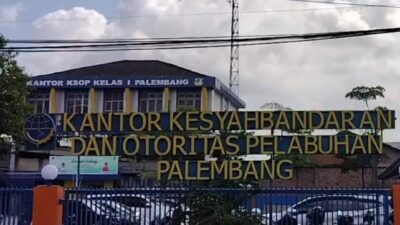 KANTOR KSOP KELAS I PALEMBANG
KANTOR KESYAHBANDARAN
DAN OTORITAS PELABUHAN
PALEMBANG